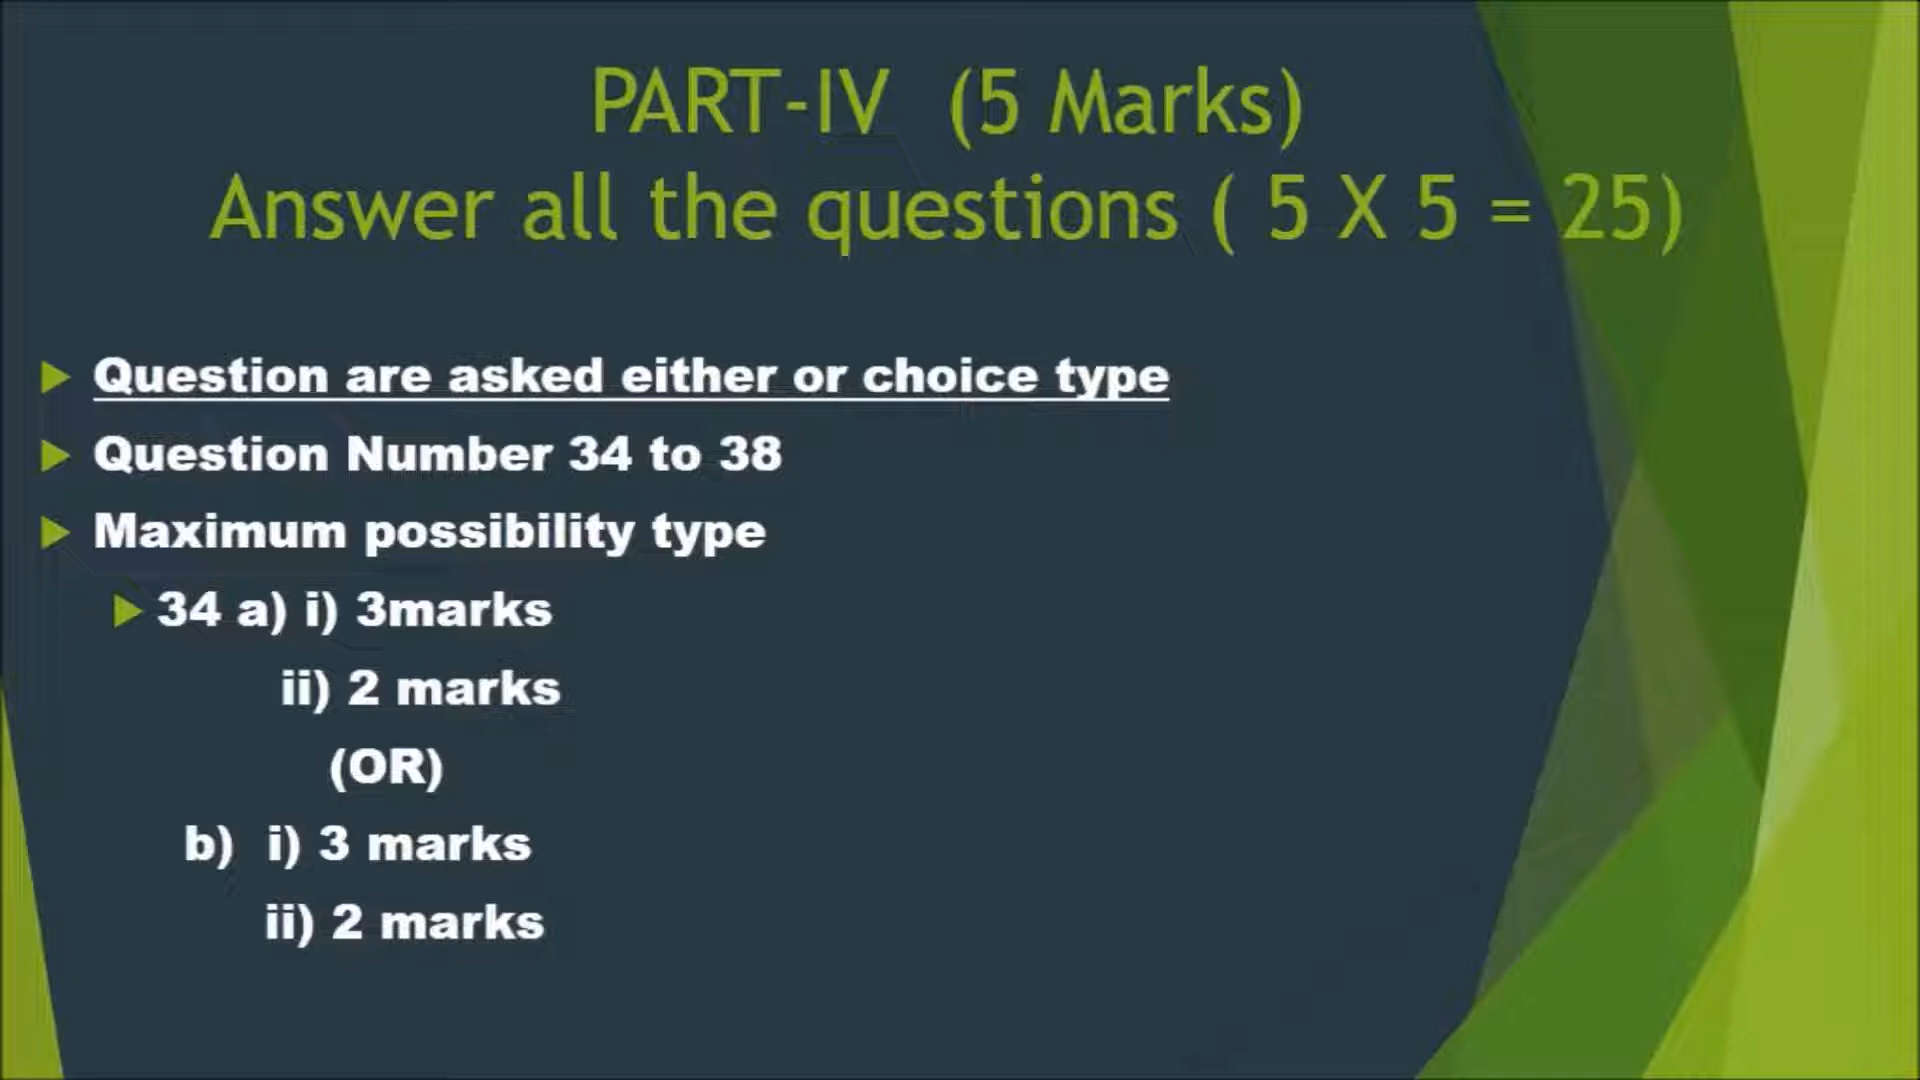 PART-IV (5 Marks)
Answer all the questions ( 5 X 5 = 25)
Question are asked either or choice type
Question Number 34 to 38
Maximum possibility type
34 a) i) 3marks
ii) 2 marks
(OR)
b) i) 3 marks
ii) 2 marks